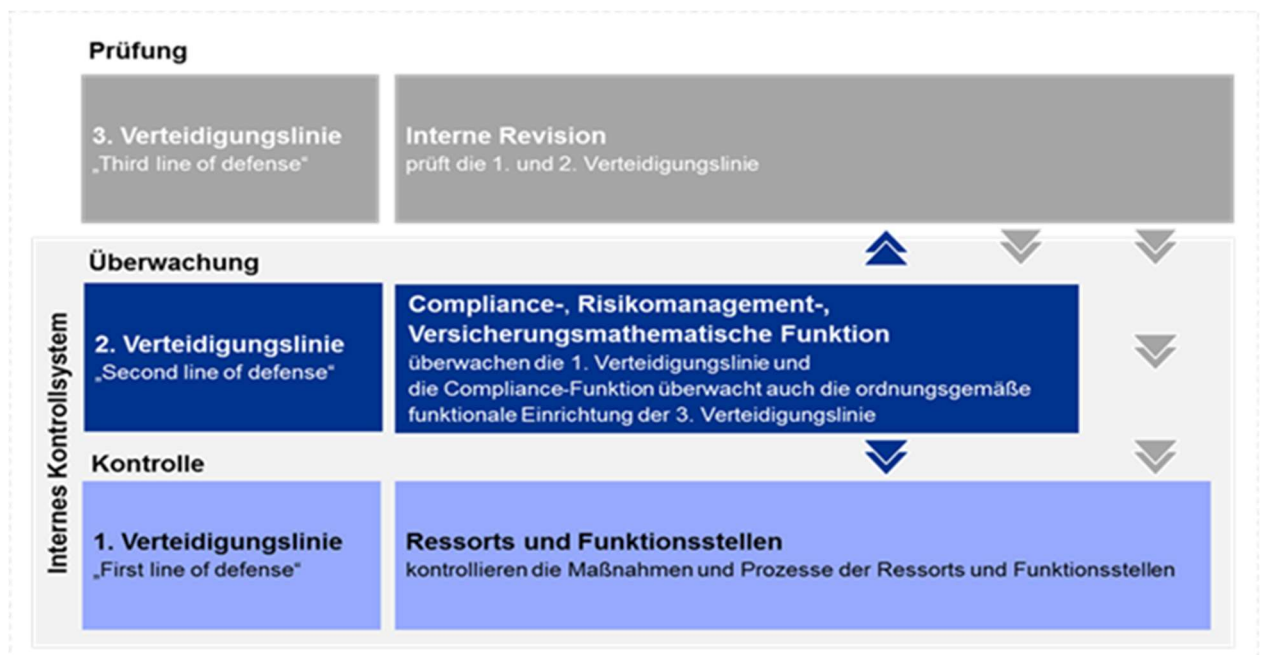 Prüfung
3. Verteidigungslinie
„Third line of defense“
Interne Revision
prüft die 1. und 2. Verteidigungslinie
Internes Kontrollsystem
Überwachung
2. Verteidigungslinie
„Second line of defense“
Compliance-, Risikomanagement-,
Versicherungsmathematische Funktion
überwachen die 1. Verteidigungslinie und
die Compliance-Funktion überwacht auch die ordnungsgemäße
funktionale Einrichtung der 3. Verteidigungslinie
Kontrolle
1. Verteidigungslinie
„First line of defense“
Ressorts und Funktionsstellen
kontrollieren die Maßnahmen und Prozesse der Ressorts und Funktionsstellen